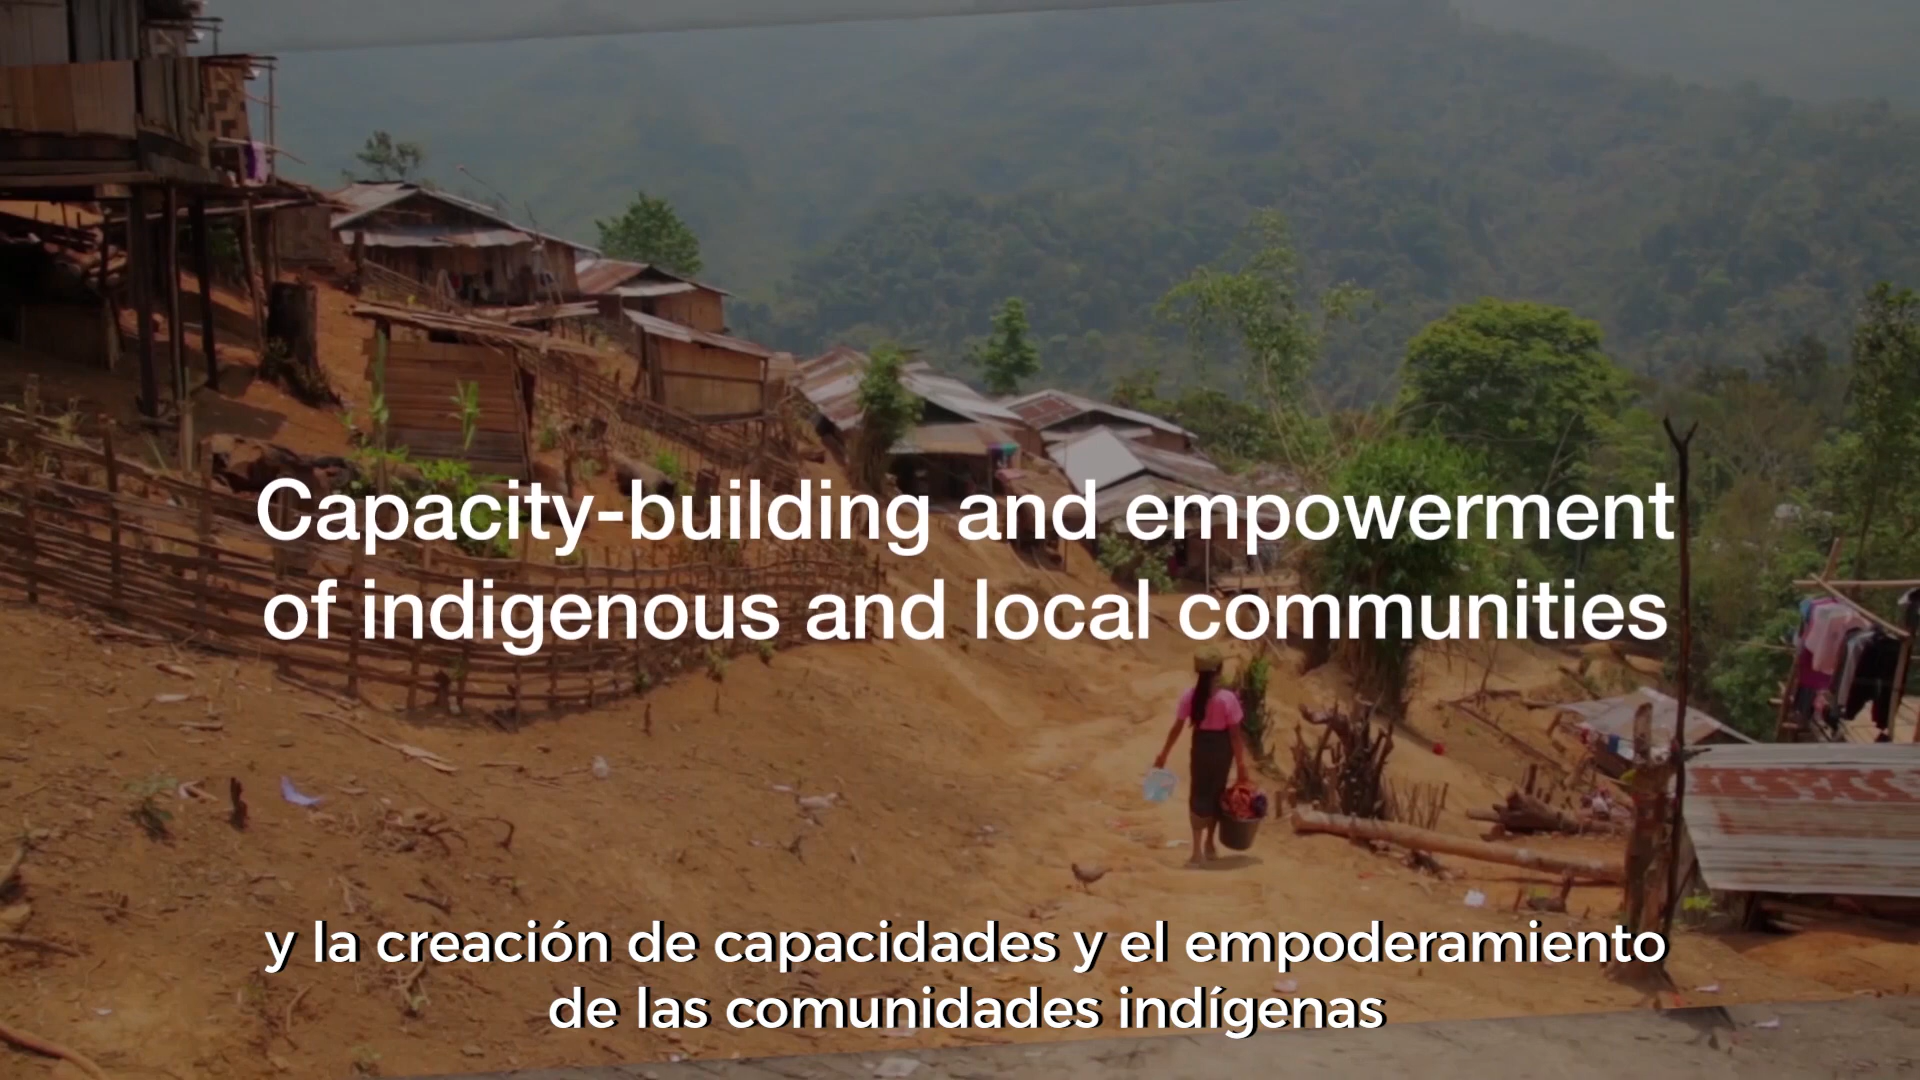 Capacity-building and empowerment
of indigenous and local communities
y la creación de capacidades y el empoderamiento
de las comunidades indígenas